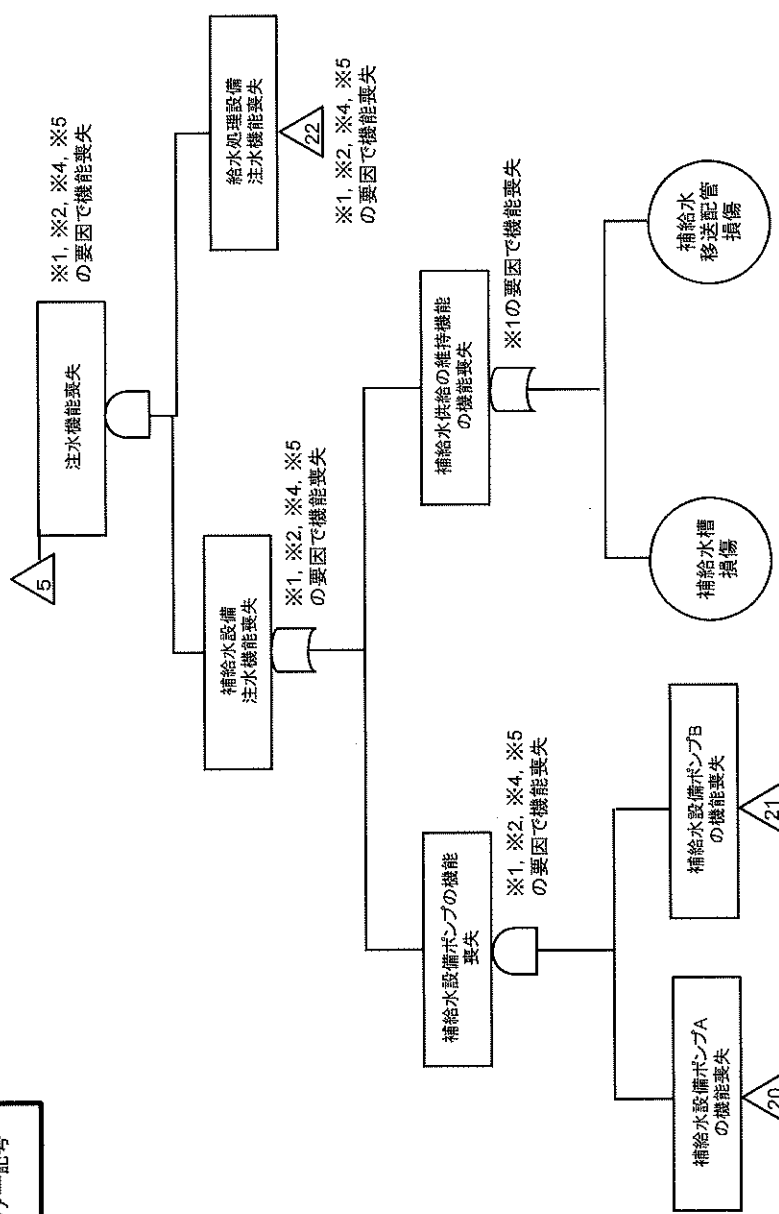 5
注水機能喪失
※1, ※2, ※4, ※5
の要因で機能喪失
補給水設備
注水機能喪失
※1, ※2, ※4, ※5
の要因で機能喪失
給水処理設備
注水機能喪失
22
※1, ※2, ※4, ※5
の要因で機能喪失
補給水設備ポンプの機能
喪失
※1, ※2, ※4, ※5
の要因で機能喪失
補給水供給の維持機能
の機能喪失
※1の要因で機能喪失
補給水設備ポンプA
の機能喪失
20
補給水設備ポンプB
の機能喪失
21
補給水槽
損傷
補給水
移送配管
損傷